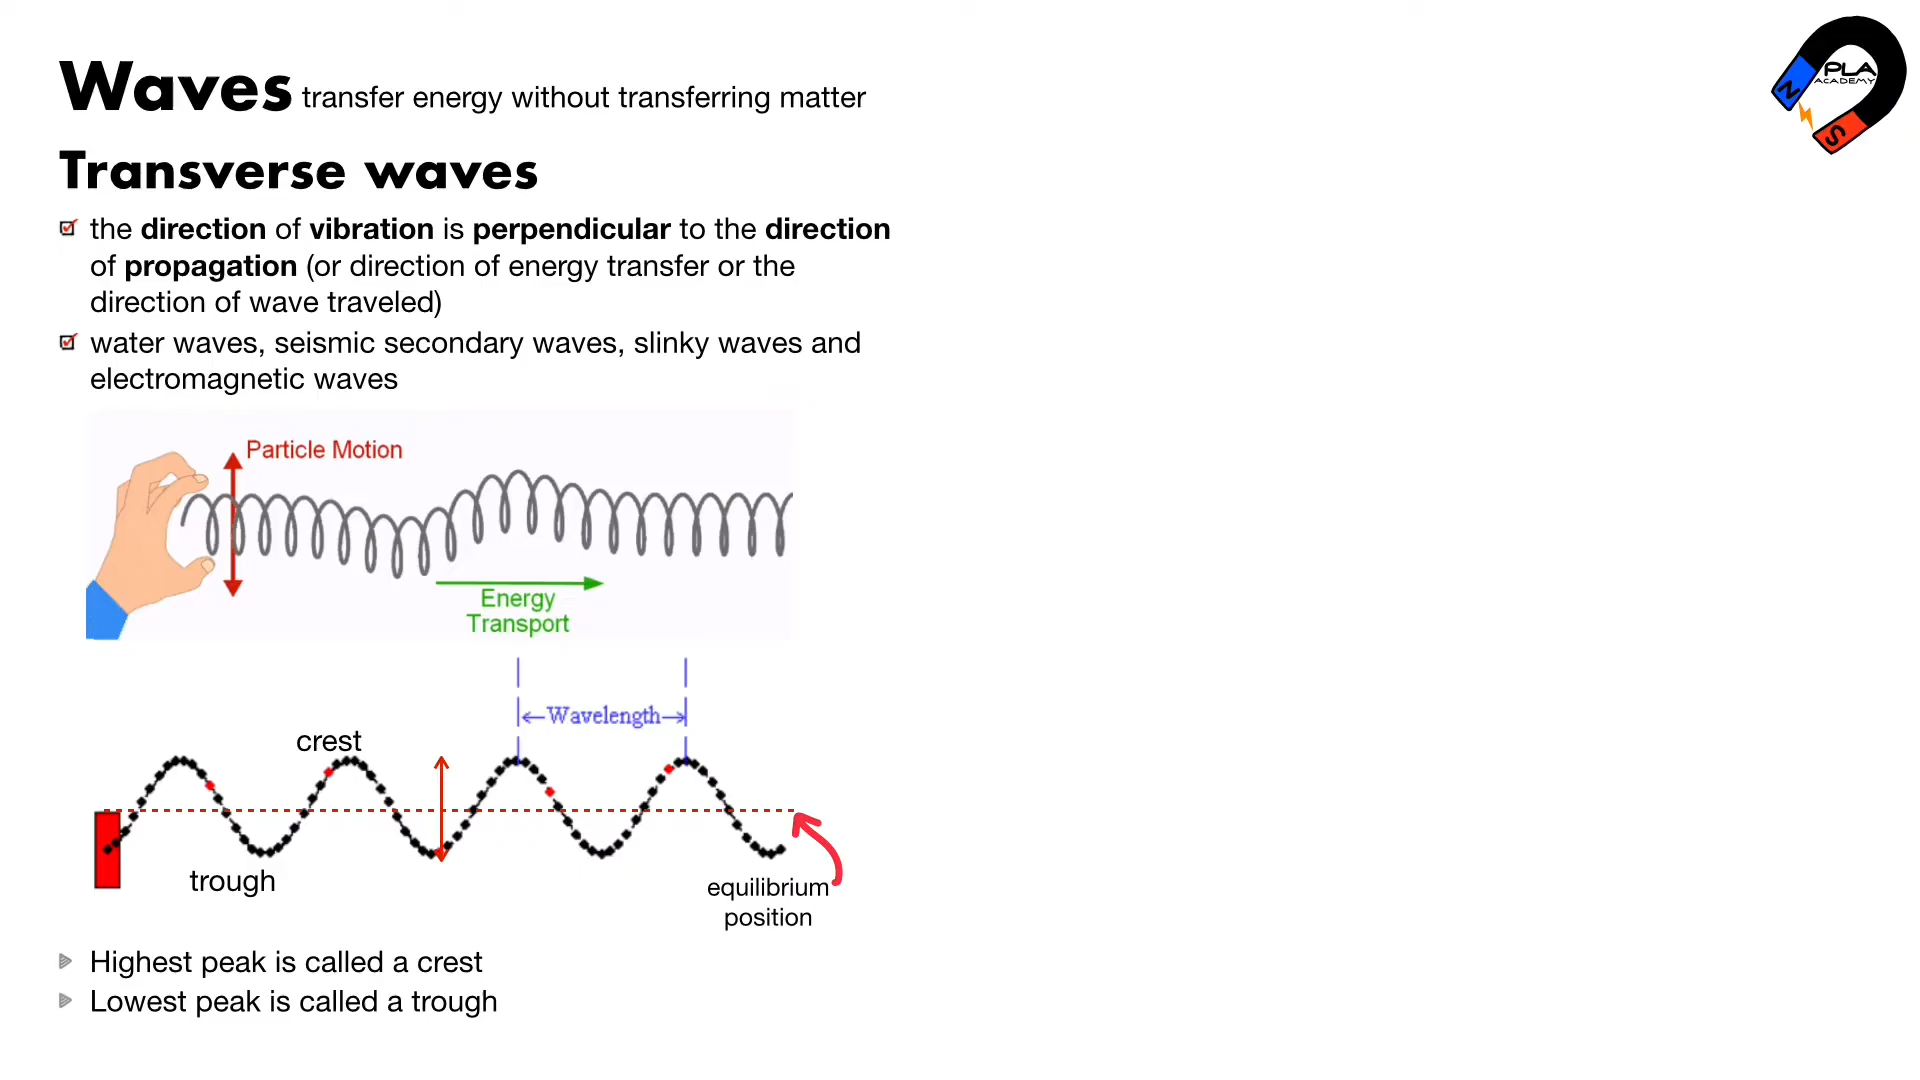 Waves transfer energy without transferring matter
PLA
ACADEMY
N
S
Transverse waves
the direction of vibration is perpendicular to the direction
of propagation (or direction of energy transfer or the
direction of wave traveled)
water waves, seismic secondary waves, slinky waves and
electromagnetic waves
Particle Motion
Energy
Transport
Wavelength
crest
trough
equilibrium
position
Highest peak is called a crest
Lowest peak is called a trough